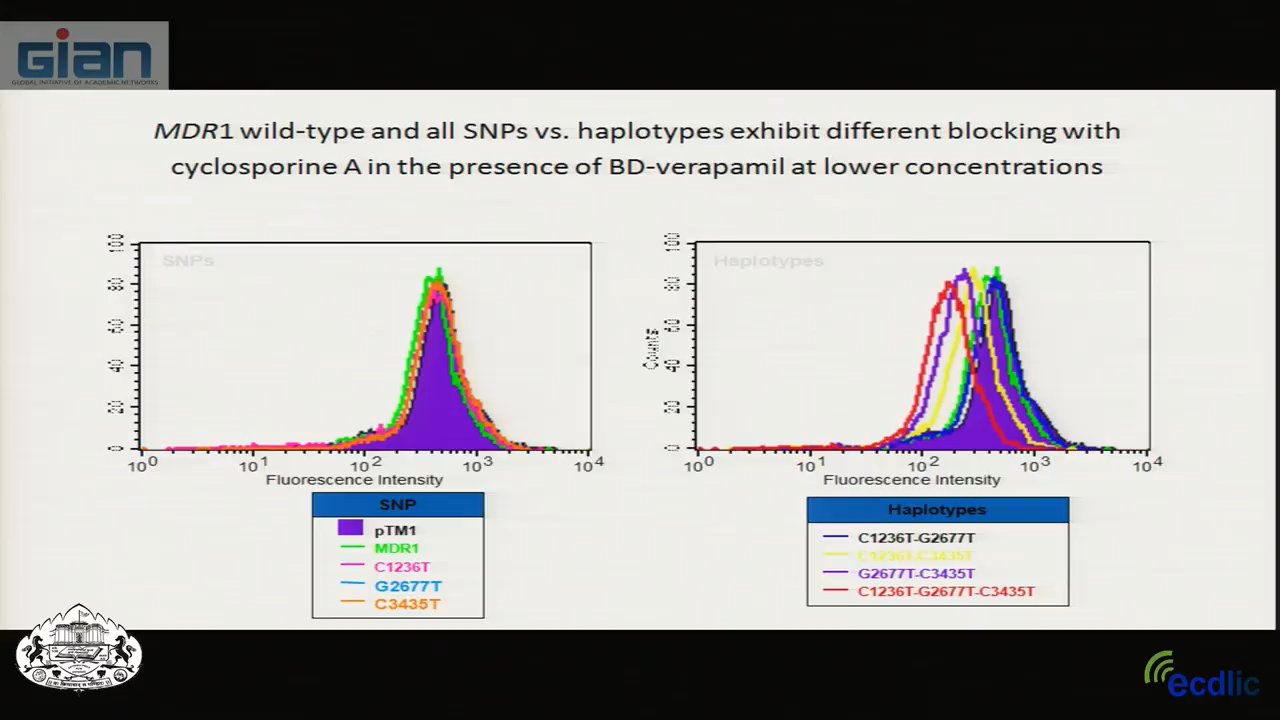 GIAN
GLOBAL INITIATIVE OF ACADEMIC NETWORKS
MDR1 wild-type and all SNPs vs. haplotypes exhibit different blocking with
cyclosporine A in the presence of BD-verapamil at lower concentrations
SNPs
100
80
60
40
20
0
10^0 10^1 10^2 10^3 10^4
Fluorescence Intensity
SNP
pTM1
MDR1
C1236T
G2677T
C3435T
Haplotypes
Counts
100
80
60
40
20
0
10^0 10^1 10^2 10^3 10^4
Fluorescence Intensity
Haplotypes
C1236T-G2677T
C1236T-C3435T
G2677T-C3435T
C1236T-G2677T-C3435T
ecdlic